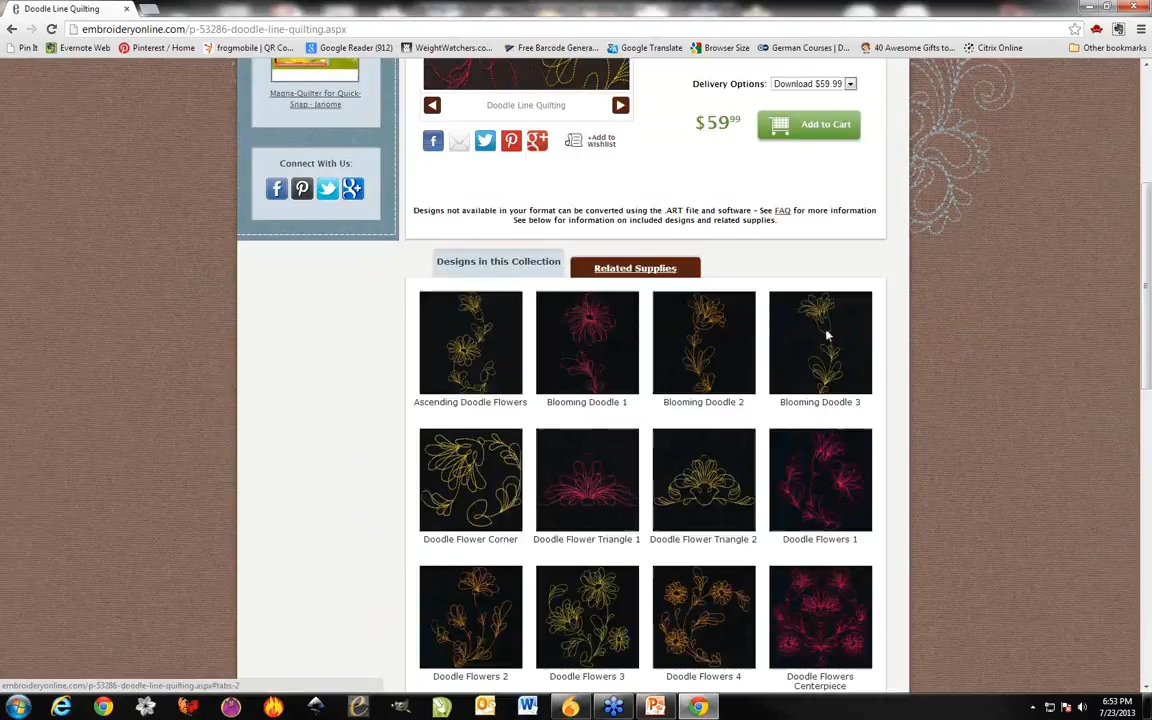 Doodle Line Quilting
embroideryonline.com/p-53286-doodle-line-quilting.aspx
Pin It
Evernote Web
Pinterest / Home
frogmobile | QR Co...
Google Reader (912)
WeightWatchers.co...
Free Barcode Genera...
Google Translate
Browser Size
German Courses | D...
40 Awesome Gifts to...
Citrix Online
Other bookmarks
Magna-Quilter for Quick-
Snap - Janome
Connect With Us:
Doodle Line Quilting
+Add to
wishlist
Delivery Options: Download $59.99
$59.99
Add to Cart
Designs not available in your format can be converted using the .ART file and software - See FAQ for more information
See below for information on included designs and related supplies.
Designs in this Collection
Related Supplies
Ascending Doodle Flowers
Blooming Doodle 1
Blooming Doodle 2
Blooming Doodle 3
Doodle Flower Corner
Doodle Flower Triangle 1
Doodle Flower Triangle 2
Doodle Flowers 1
Doodle Flowers 2
Doodle Flowers 3
Doodle Flowers 4
Doodle Flowers
Centerpiece
embroideryonline.com/p-53286-doodle-line-quilting.aspx#tabs-2
6:53 PM
7/23/2013